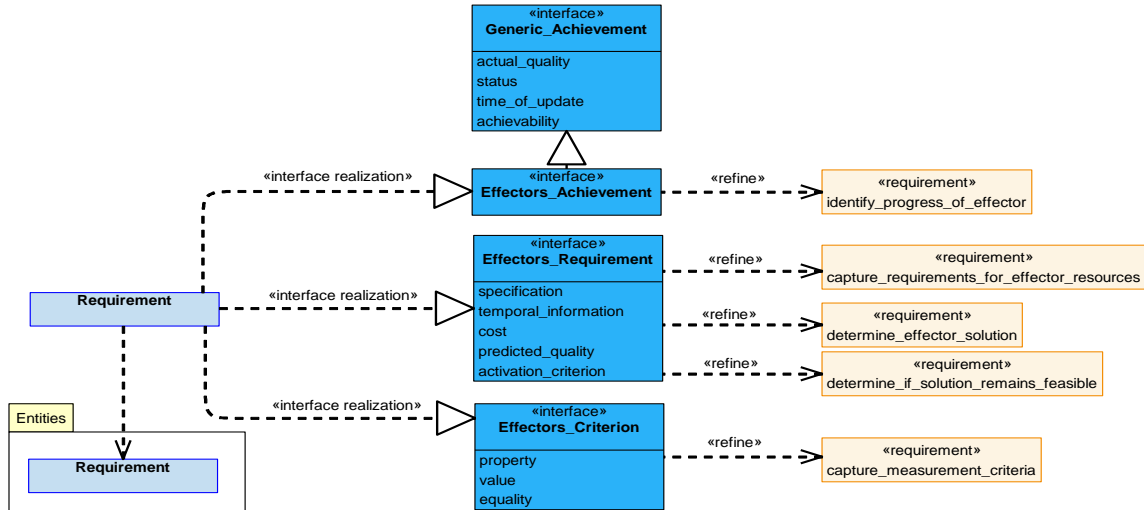 «interface»
Generic_Achievement
actual_quality
status
time_of_update
achievability
«interface realization»
«interface»
Effectors_Achievement
«refine»
«requirement»
identify_progress_of_effector
Requirement
«interface realization»
«interface»
Effectors_Requirement
specification
temporal_information
cost
predicted_quality
activation_criterion
«refine»
«requirement»
capture_requirements_for_effector_resources
«refine»
«requirement»
determine_effector_solution
«refine»
«requirement»
determine_if_solution_remains_feasible
«interface realization»
«interface»
Effectors_Criterion
property
value
equality
«refine»
«requirement»
capture_measurement_criteria
Entities
Requirement